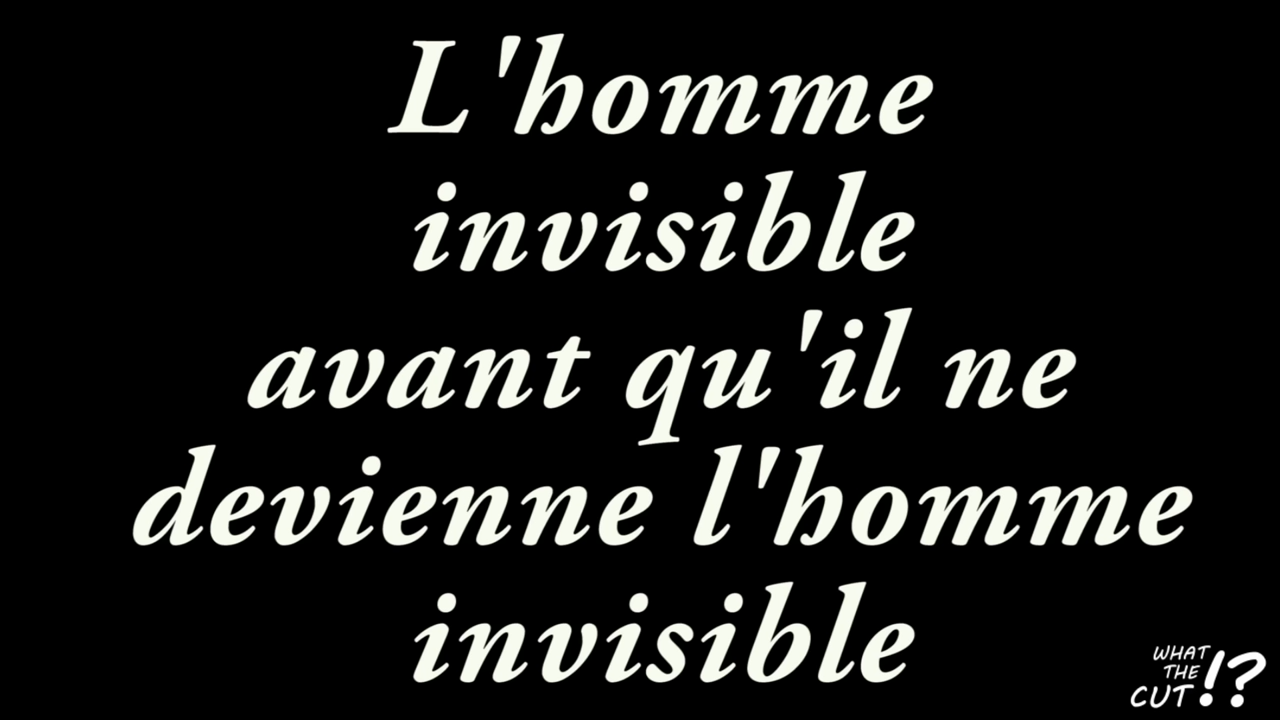 L'homme
invisible
avant qu'il ne
devienne l'homme
invisible
WHAT
THE
CUT!?